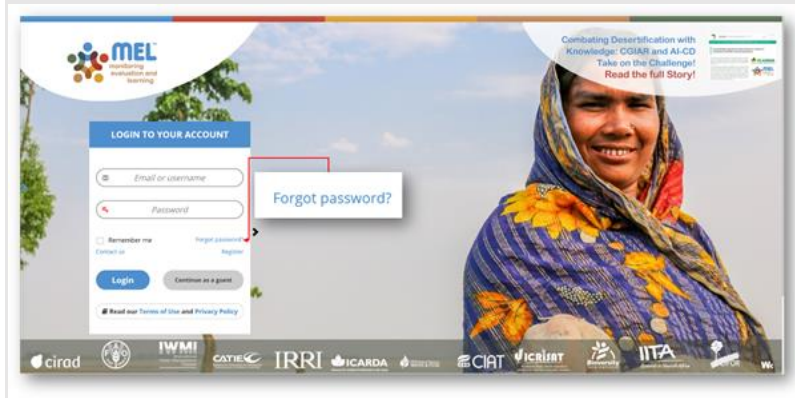 MEL
monitoring
evaluation and
learning
Combating Desertification with
Knowledge: CGIAR and AI-CD
Take on the Challenge!
Read the full Story!
LOGIN TO YOUR ACCOUNT
Email or username
Password
Remember me
Forgot password?
Contact us
Register
Login
Continue as a guest
Read our Terms of Use and Privacy Policy
Forgot password?
cirad
FAO
IWMI
CATIE
IRRI
ICARDA
CIAT
ICRISAT
Bioversity
IITA
CIFOR